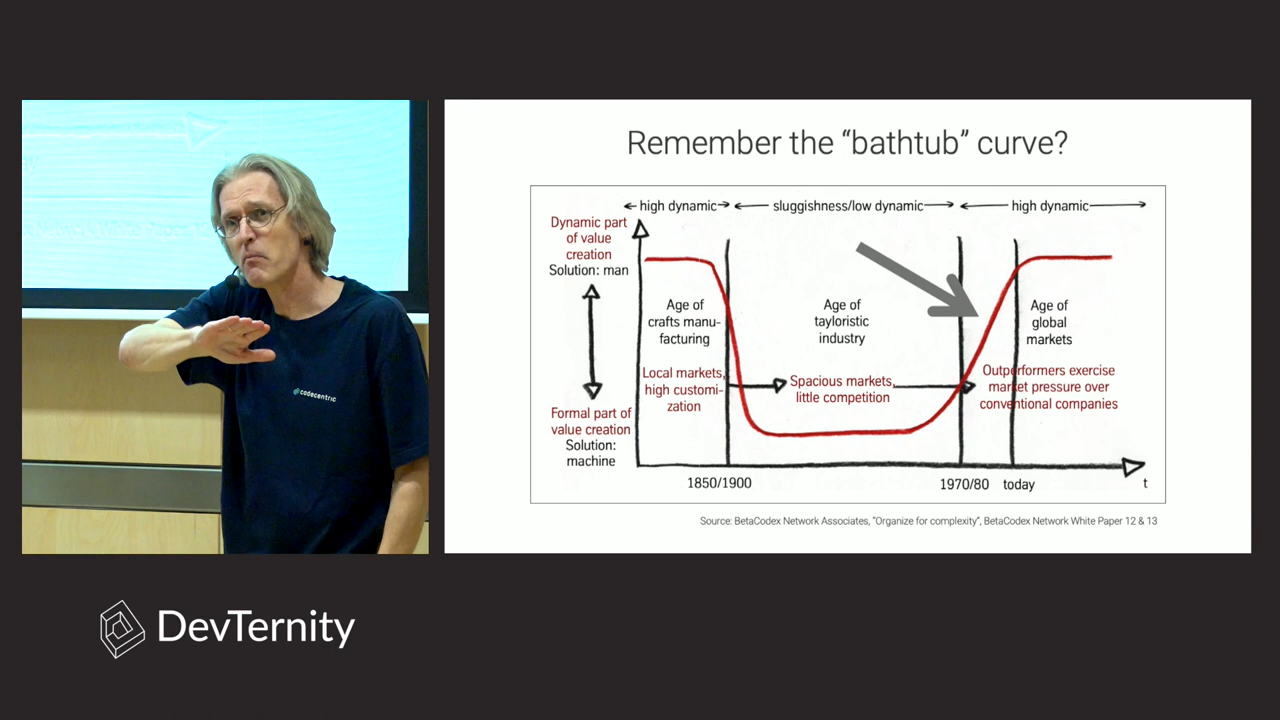 Remember the “bathtub” curve?
high dynamic
sluggishness/low dynamic
high dynamic
Dynamic part
of value
creation
Solution: man
Formal part of
value creation
Solution:
machine
Age of
crafts manu-
facturing
Local markets,
high customi-
zation
Age of
tayloristic
industry
Spacious markets,
little competition
Age of
global
markets
Outperformers exercise
market pressure over
conventional companies
1850/1900
1970/80
today
t
Source: BetaCodex Network Associates, “Organize for complexity”, BetaCodex Network White Paper 12 & 13
codecentric
DevTernity